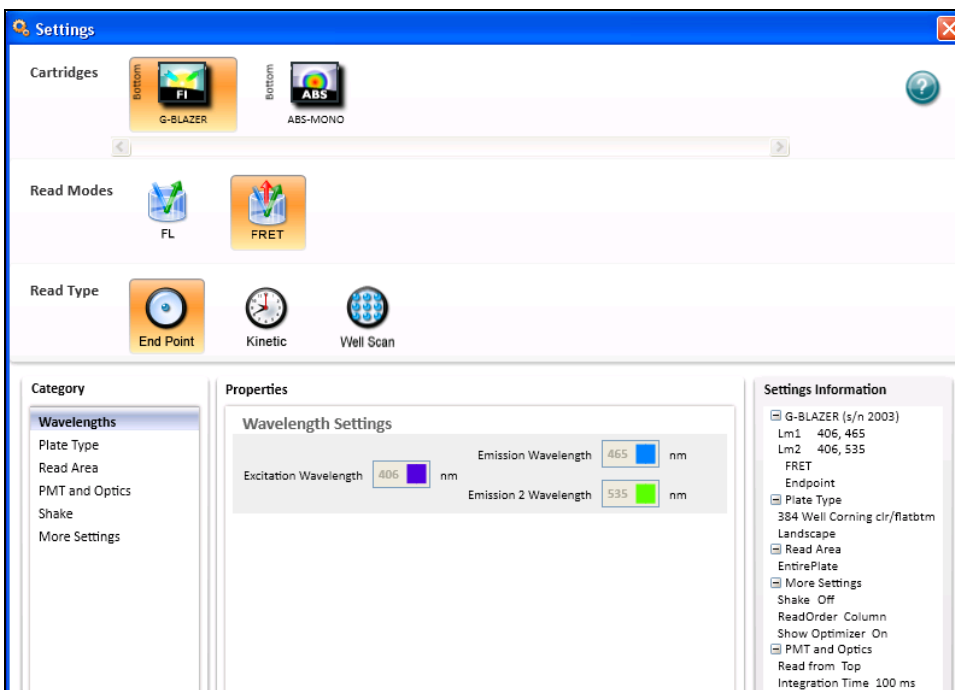 Settings
Cartridges
Bottom
FI
G-BLAZER
Bottom
ABS
ABS-MONO
?
Read Modes
FL
FRET
Read Type
End Point
Kinetic
Well Scan
Category
Wavelengths
Plate Type
Read Area
PMT and Optics
Shake
More Settings
Properties
Wavelength Settings
Excitation Wavelength 406 nm
Emission Wavelength 465 nm
Emission 2 Wavelength 535 nm
Settings Information
G-BLAZER (s/n 2003)
Lm1 406, 465
Lm2 406, 535
FRET
Endpoint
Plate Type
384 Well Corning clr/flatbtm
Landscape
Read Area
EntirePlate
More Settings
Shake Off
ReadOrder Column
Show Optimizer On
PMT and Optics
Read from Top
Integration Time 100 ms